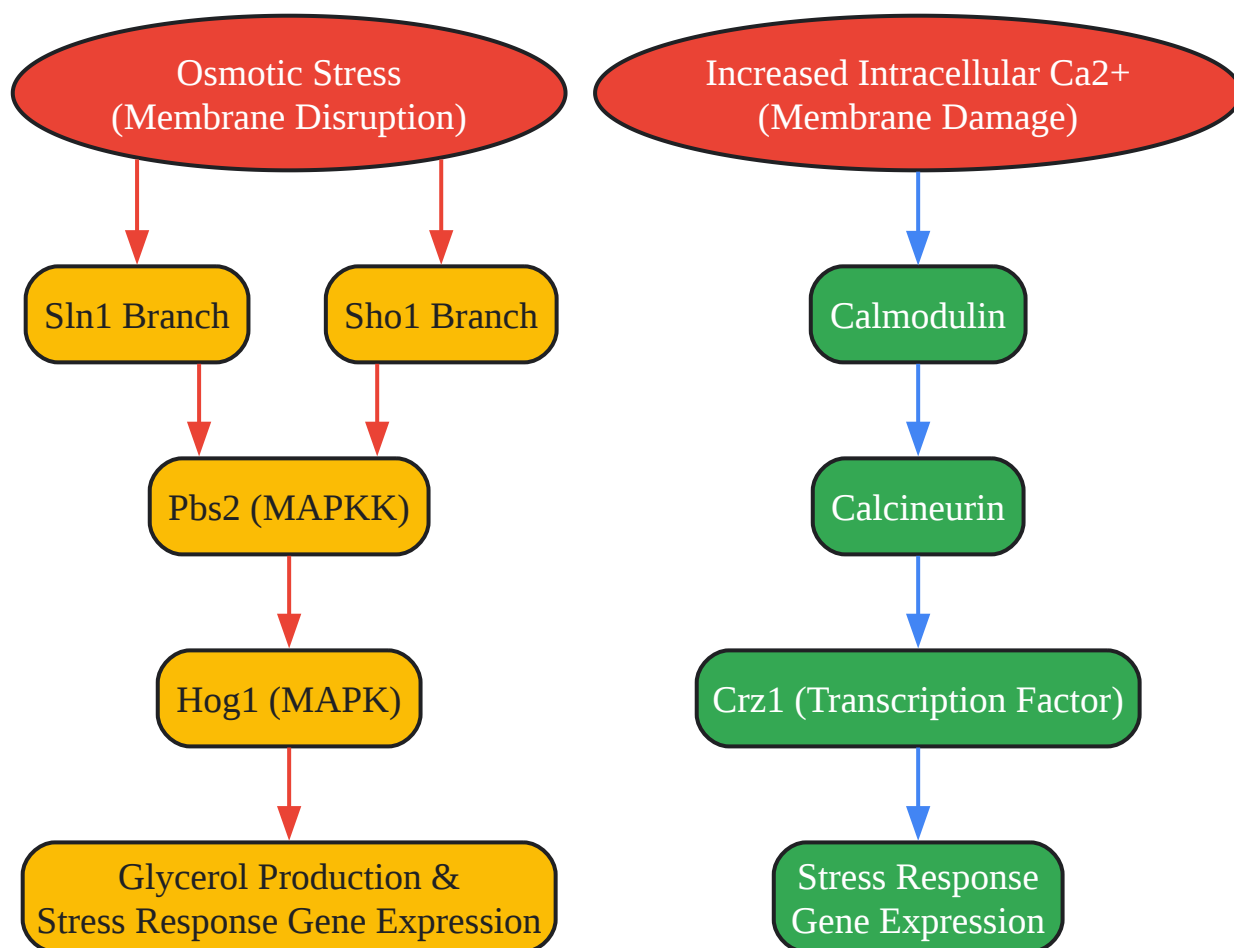 Osmotic Stress
(Membrane Disruption)
Increased Intracellular Ca2+
(Membrane Damage)
Sln1 Branch
Sho1 Branch
Calmodulin
Pbs2 (MAPKK)
Calcineurin
Hog1 (MAPK)
Crz1 (Transcription Factor)
Glycerol Production &
Stress Response Gene Expression
Stress Response
Gene Expression